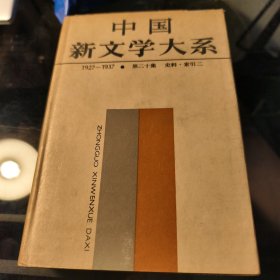 中国
新文学大系
1927—1937 ● 第二十集 史料·索引二
ZHONGGUO XINWENXUE DAXI